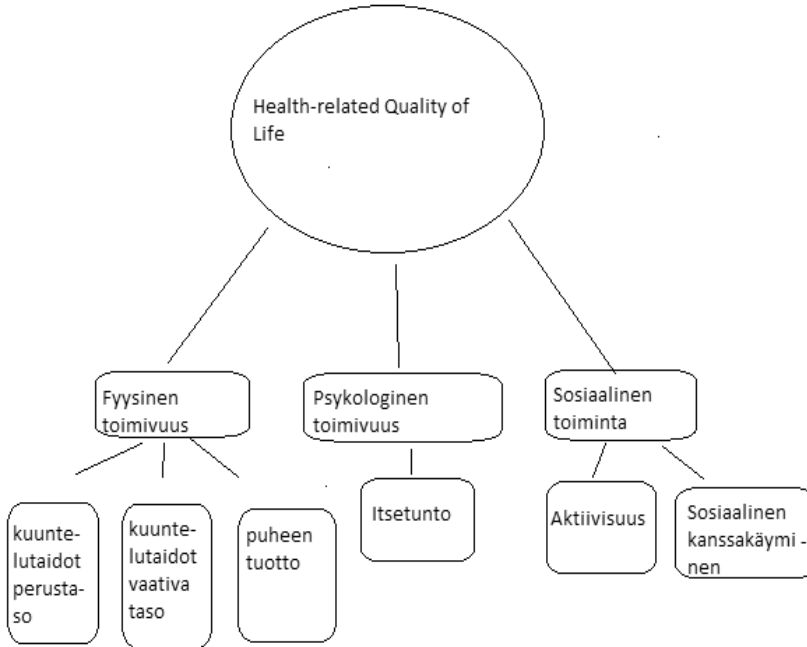 Health-related Quality of
Life
Fyysinen
toimivuus
Psykologinen
toimivuus
Sosiaalinen
toiminta
kuunte-
lutaidot
perusta-
so
kuunte-
lutaidot
vaativa
taso
puheen
tuotto
Itsetunto
Aktiivisuus
Sosiaalinen
kanssakäymi -
nen